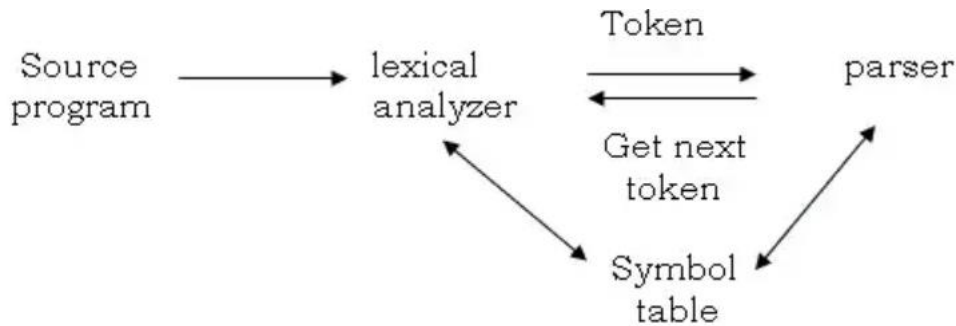 Token
Source
program
lexical
analyzer
parser
Get next
token
Symbol
table